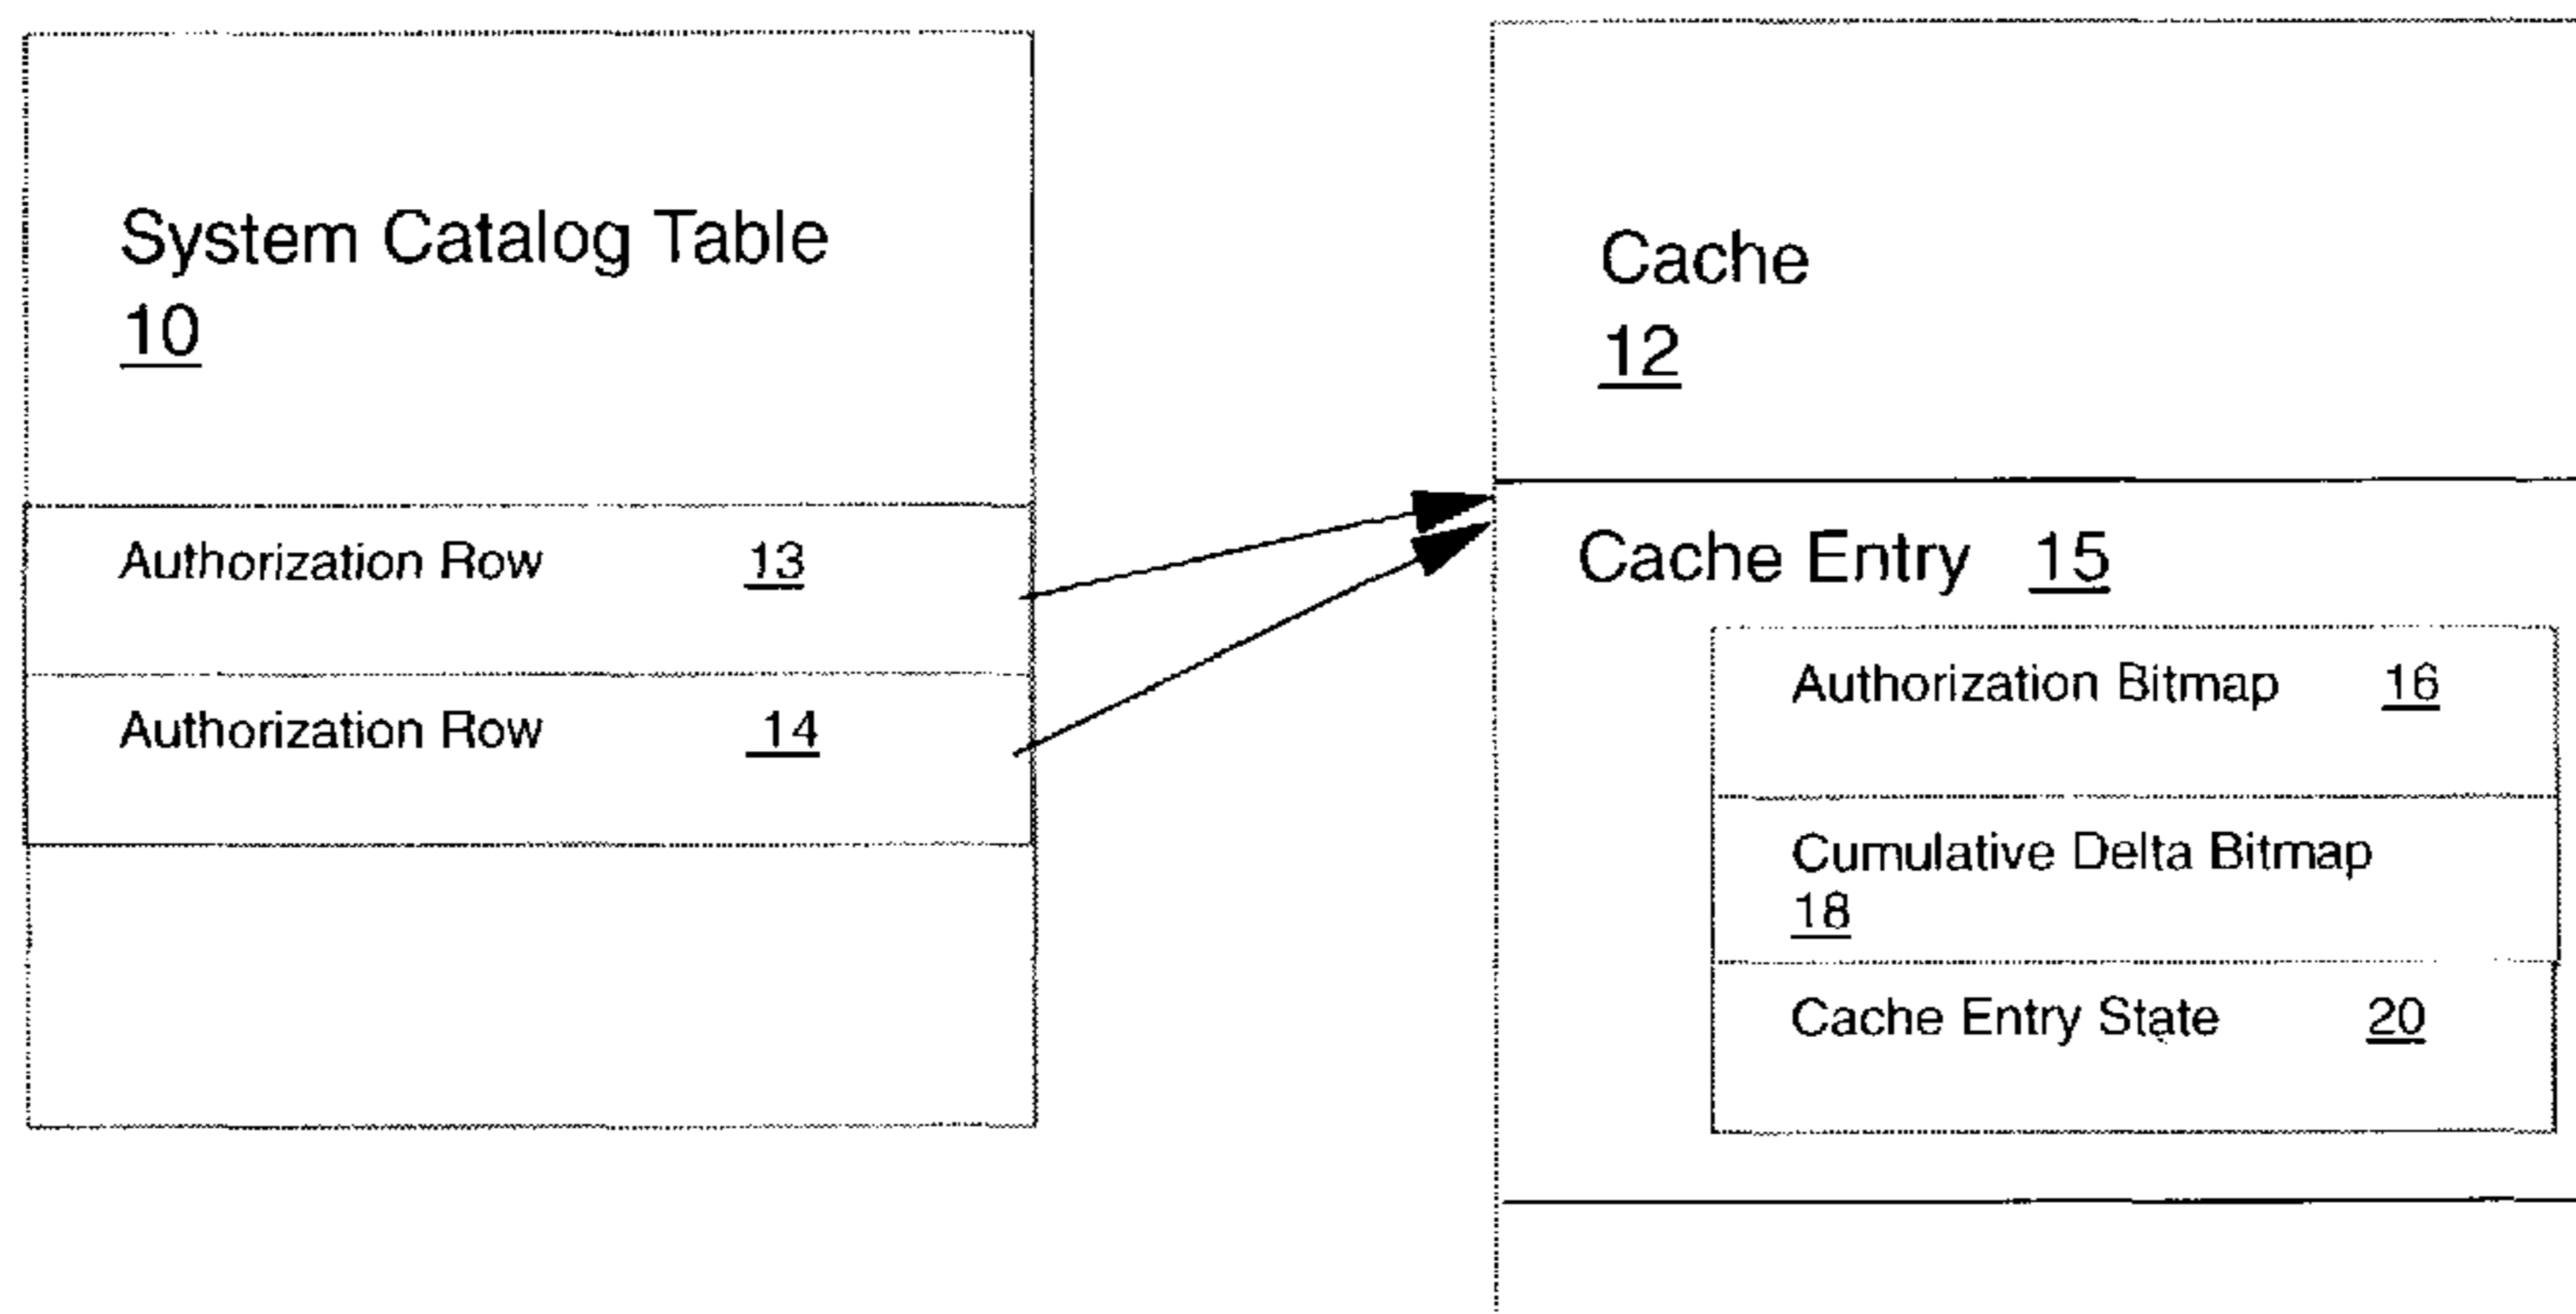 System Catalog Table
10
Authorization Row 13
Authorization Row 14
Cache
12
Cache Entry 15
Authorization Bitmap 16
Cumulative Delta Bitmap
18
Cache Entry State 20